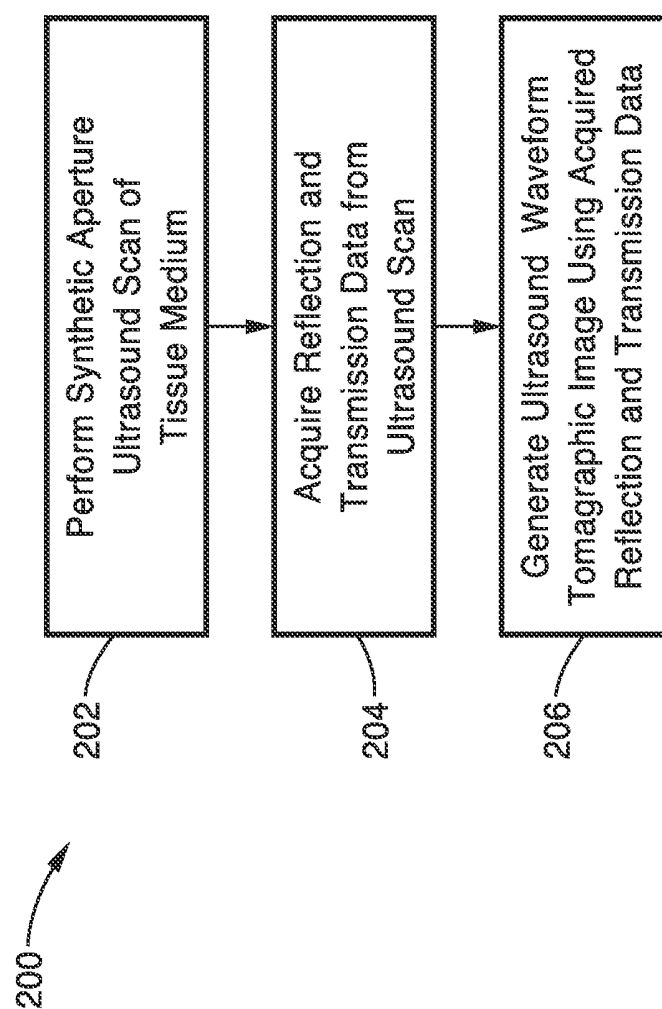 200
202
Perform Synthetic Aperture
Ultrasound Scan of
Tissue Medium
204
Acquire Reflection and
Transmission Data from
Ultrasound Scan
206
Generate Ultrasound Waveform
Tomagraphic Image Using Acquired
Reflection and Transmission Data